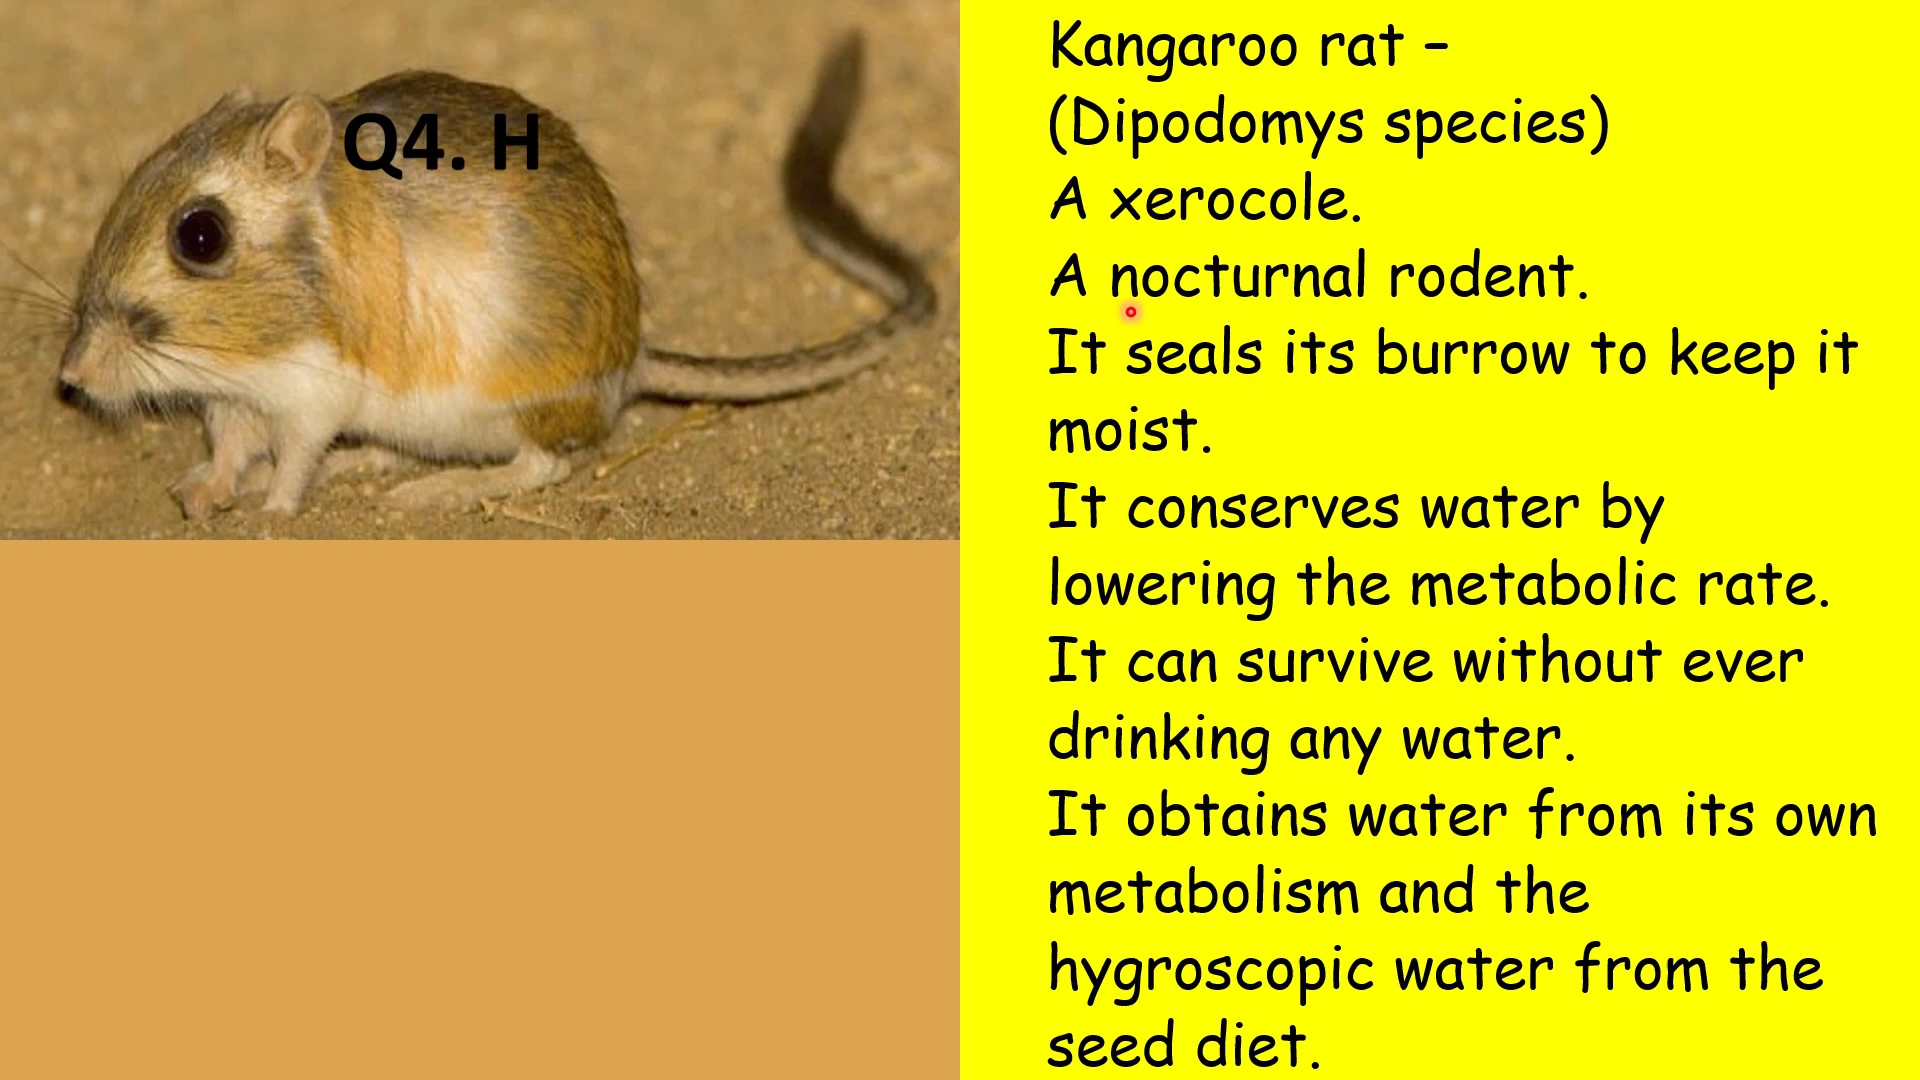 Q4. H
Kangaroo rat –
(Dipodomys species)
A xerocole.
A nocturnal rodent.
It seals its burrow to keep it
moist.
It conserves water by
lowering the metabolic rate.
It can survive without ever
drinking any water.
It obtains water from its own
metabolism and the
hygroscopic water from the
seed diet.